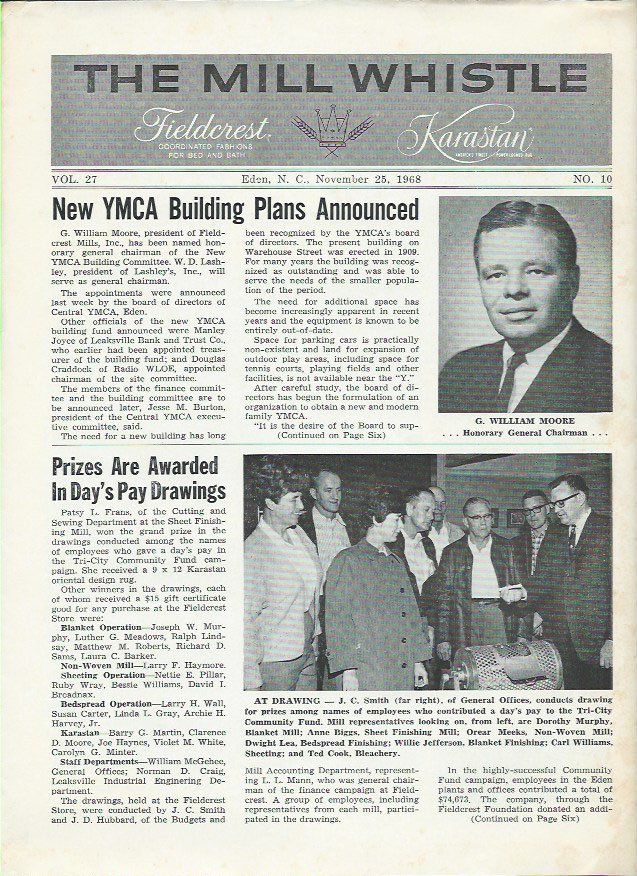 THE MILL WHISTLE
Fieldcrest
COORDINATED FASHIONS
FOR BED AND BATH
Karastan
VOL. 27
Eden, N. C., November 25, 1968
NO. 10
New YMCA Building Plans Announced
G. William Moore, president of Field-
crest Mills, Inc., has been named hon-
orary general chairman of the New
YMCA Building Committee. W. D. Lash-
ley, president of Lashley's, Inc., will
serve as general chairman.
The appointments were announced
last week by the board of directors of
Central YMCA, Eden.
Other officials of the new YMCA
building fund announced were Manley
Joyce of Leaksville Bank and Trust Co.,
who earlier had been appointed treas-
urer of the building fund; and Douglas
Craddock of Radio WLOE, appointed
chairman of the site committee.
The members of the finance commit-
tee and the building committee are to
be announced later, Jesse M. Burton,
president of the Central YMCA execu-
tive committee, said.
The need for a new building has long
been recognized by the YMCA's board
of directors. The present building on
Warehouse Street was erected in 1909.
For many years the building was recog-
nized as outstanding and was able to
serve the needs of the smaller popula-
tion of the period.
The need for additional space has
become increasingly apparent in recent
years and the equipment is known to be
entirely out-of-date.
Space for parking cars is practically
non-existent and land for expansion of
outdoor play areas, including space for
tennis courts, playing fields and other
facilities, is not available near the "Y."
After careful study, the board of di-
rectors has begun the formulation of an
organization to obtain a new and modern
family YMCA.
"It is the desire of the Board to sup-
(Continued on Page Six)
G. WILLIAM MOORE
. . . Honorary General Chairman . . .
Prizes Are Awarded
In Day's Pay Drawings
Patsy L. Frans, of the Cutting and
Sewing Department at the Sheet Finish-
ing Mill, won the grand prize in the
drawings conducted among the names
of employees who gave a day's pay in
the Tri-City Community Fund cam-
paign. She received a 9 x 12 Karastan
oriental design rug.
Other winners in the drawings, each
of whom received a $15 gift certificate
good for any purchase at the Fieldcrest
Store were:
Blanket Operation—Joseph W. Mur-
phy, Luther G. Meadows, Ralph Lind-
say, Matthew M. Roberts, Richard D.
Sams, Laura C. Barker.
Non-Woven Mill—Larry F. Haymore.
Sheeting Operation—Nettie E. Pillar,
Ruby Wray, Bessie Williams, David I.
Broadnax.
Bedspread Operation—Larry H. Wall,
Susan Carter, Linda L. Gray, Archie H.
Harvey, Jr.
Karastan—Barry G. Martin, Clarence
D. Moore, Joe Haynes, Violet M. White,
Carolyn G. Minter.
Staff Departments—William McGehee,
General Offices; Norman D. Craig,
Leaksville Industrial Enginering De-
partment.
The drawings, held at the Fieldcrest
Store, were conducted by J. C. Smith
and J. D. Hubbard, of the Budgets and
AT DRAWING — J. C. Smith (far right), of General Offices, conducts drawing
for prizes among names of employees who contributed a day's pay to the Tri-City
Community Fund. Mill representatives looking on, from left, are Dorothy Murphy,
Blanket Mill; Anne Biggs, Sheet Finishing Mill; Orear Meeks, Non-Woven Mill;
Dwight Lea, Bedspread Finishing; Willie Jefferson, Blanket Finishing; Carl Williams,
Sheeting; and Ted Cook, Bleachery.
Mill Accounting Department, represent-
ing L. L. Mann, who was general chair-
man of the finance campaign at Field-
crest. A group of employees, including
representatives from each mill, partici-
pated in the drawings.
In the highly-successful Community
Fund campaign, employees in the Eden
plants and offices contributed a total of
$74,673. The company, through the
Fieldcrest Foundation donated an addi-
(Continued on Page Six)